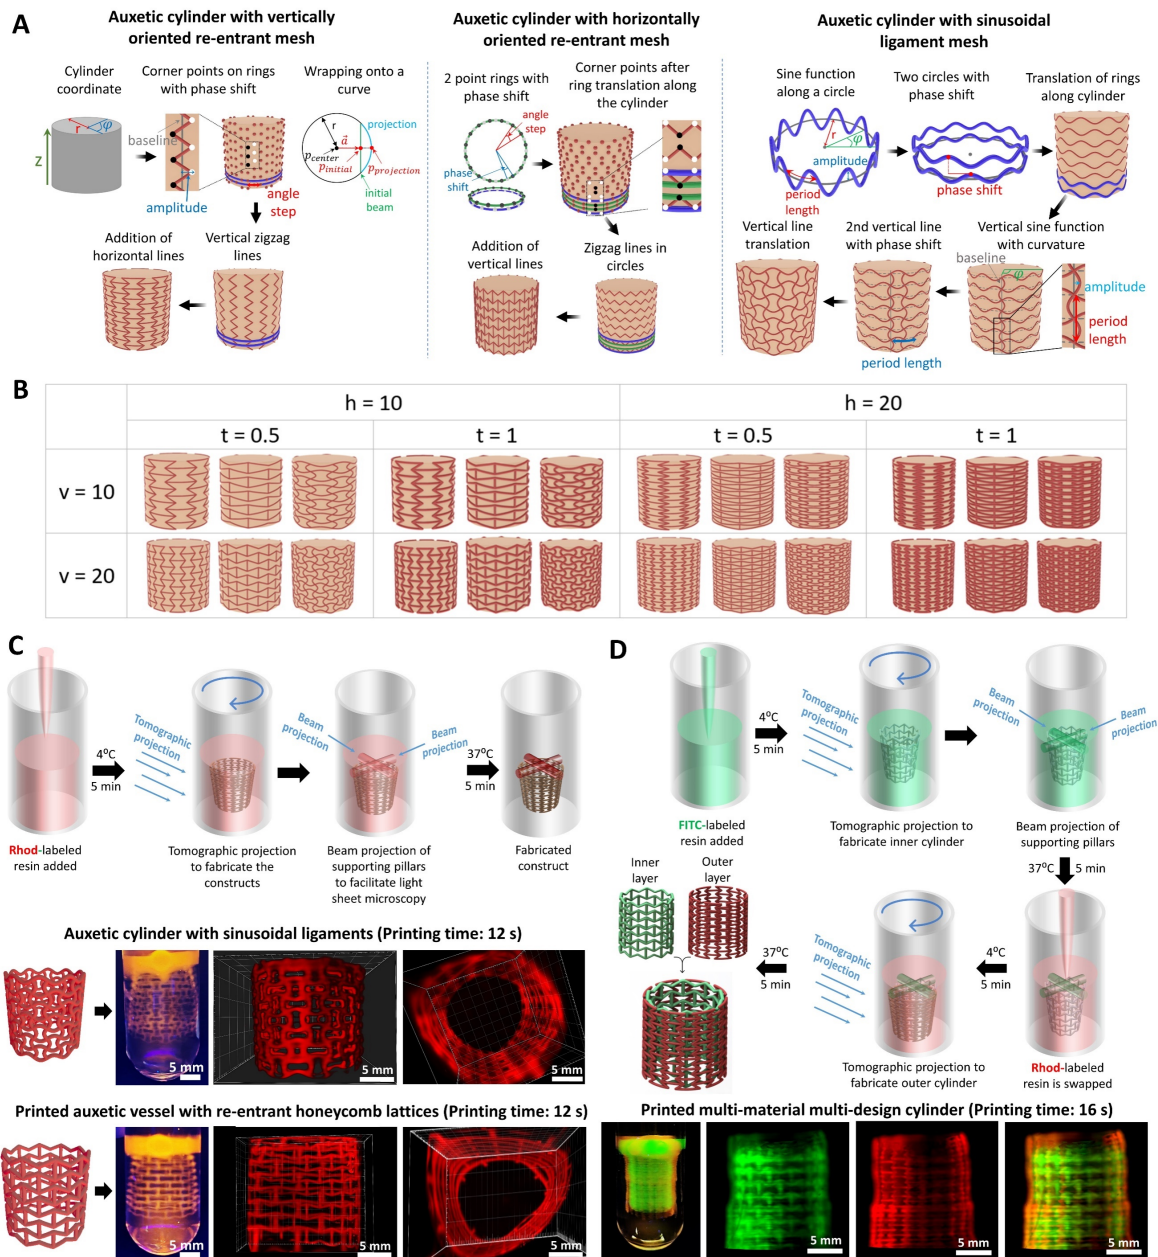 A
Auxetic cylinder with vertically
oriented re-entrant mesh
Cylinder
coordinate
Corner points on rings
with phase shift
Wrapping onto a
curve
r
φ
Z
baseline
amplitude
angle
step
r
a
projection
Pcenter
Pinitial
Pprojection
initial
beam
Addition of
horizontal lines
Vertical zigzag
lines
Auxetic cylinder with horizontally
oriented re-entrant mesh
2 point rings with
phase shift
Corner points after
ring translation along
the cylinder
angle
step
phase
shift
Addition of
vertical lines
Zigzag lines in
circles
Auxetic cylinder with sinusoidal
ligament mesh
Sine function
along a circle
Two circles with
phase shift
Translation of rings
along cylinder
r
φ
amplitude
period
length
phase shift
Vertical line
translation
2nd vertical line
with phase shift
Vertical sine function
with curvature
baseline
φ
amplitude
period
length
period length
B
h = 10
h = 20
t = 0.5
t = 1
t = 0.5
t = 1
v = 10
v = 20
C
4⁰C
5 min
Tomographic
projection
Beam
projection
Beam
projection
37⁰C
5 min
Rhod-labeled
resin added
Tomographic projection
to fabricate the
constructs
Beam projection of
supporting pillars
to facilitate light
sheet microscopy
Fabricated
construct
Auxetic cylinder with sinusoidal ligaments (Printing time: 12 s)
5 mm
5 mm
5 mm
Printed auxetic vessel with re-entrant honeycomb lattices (Printing time: 12 s)
5 mm
5 mm
5 mm
D
4⁰C
5 min
Tomographic
projection
Beam
projection
Beam
projection
FITC-labeled
resin added
Tomographic projection to
fabricate inner cylinder
Beam projection of
supporting pillars
37⁰C
5 min
Inner
layer
Outer
layer
37⁰C
5 min
Tomographic
projection
4⁰C
5 min
Tomographic projection to
fabricate outer cylinder
Rhod-labeled
resin is swapped
Printed multi-material multi-design cylinder (Printing time: 16 s)
5 mm
5 mm
5 mm
5 mm